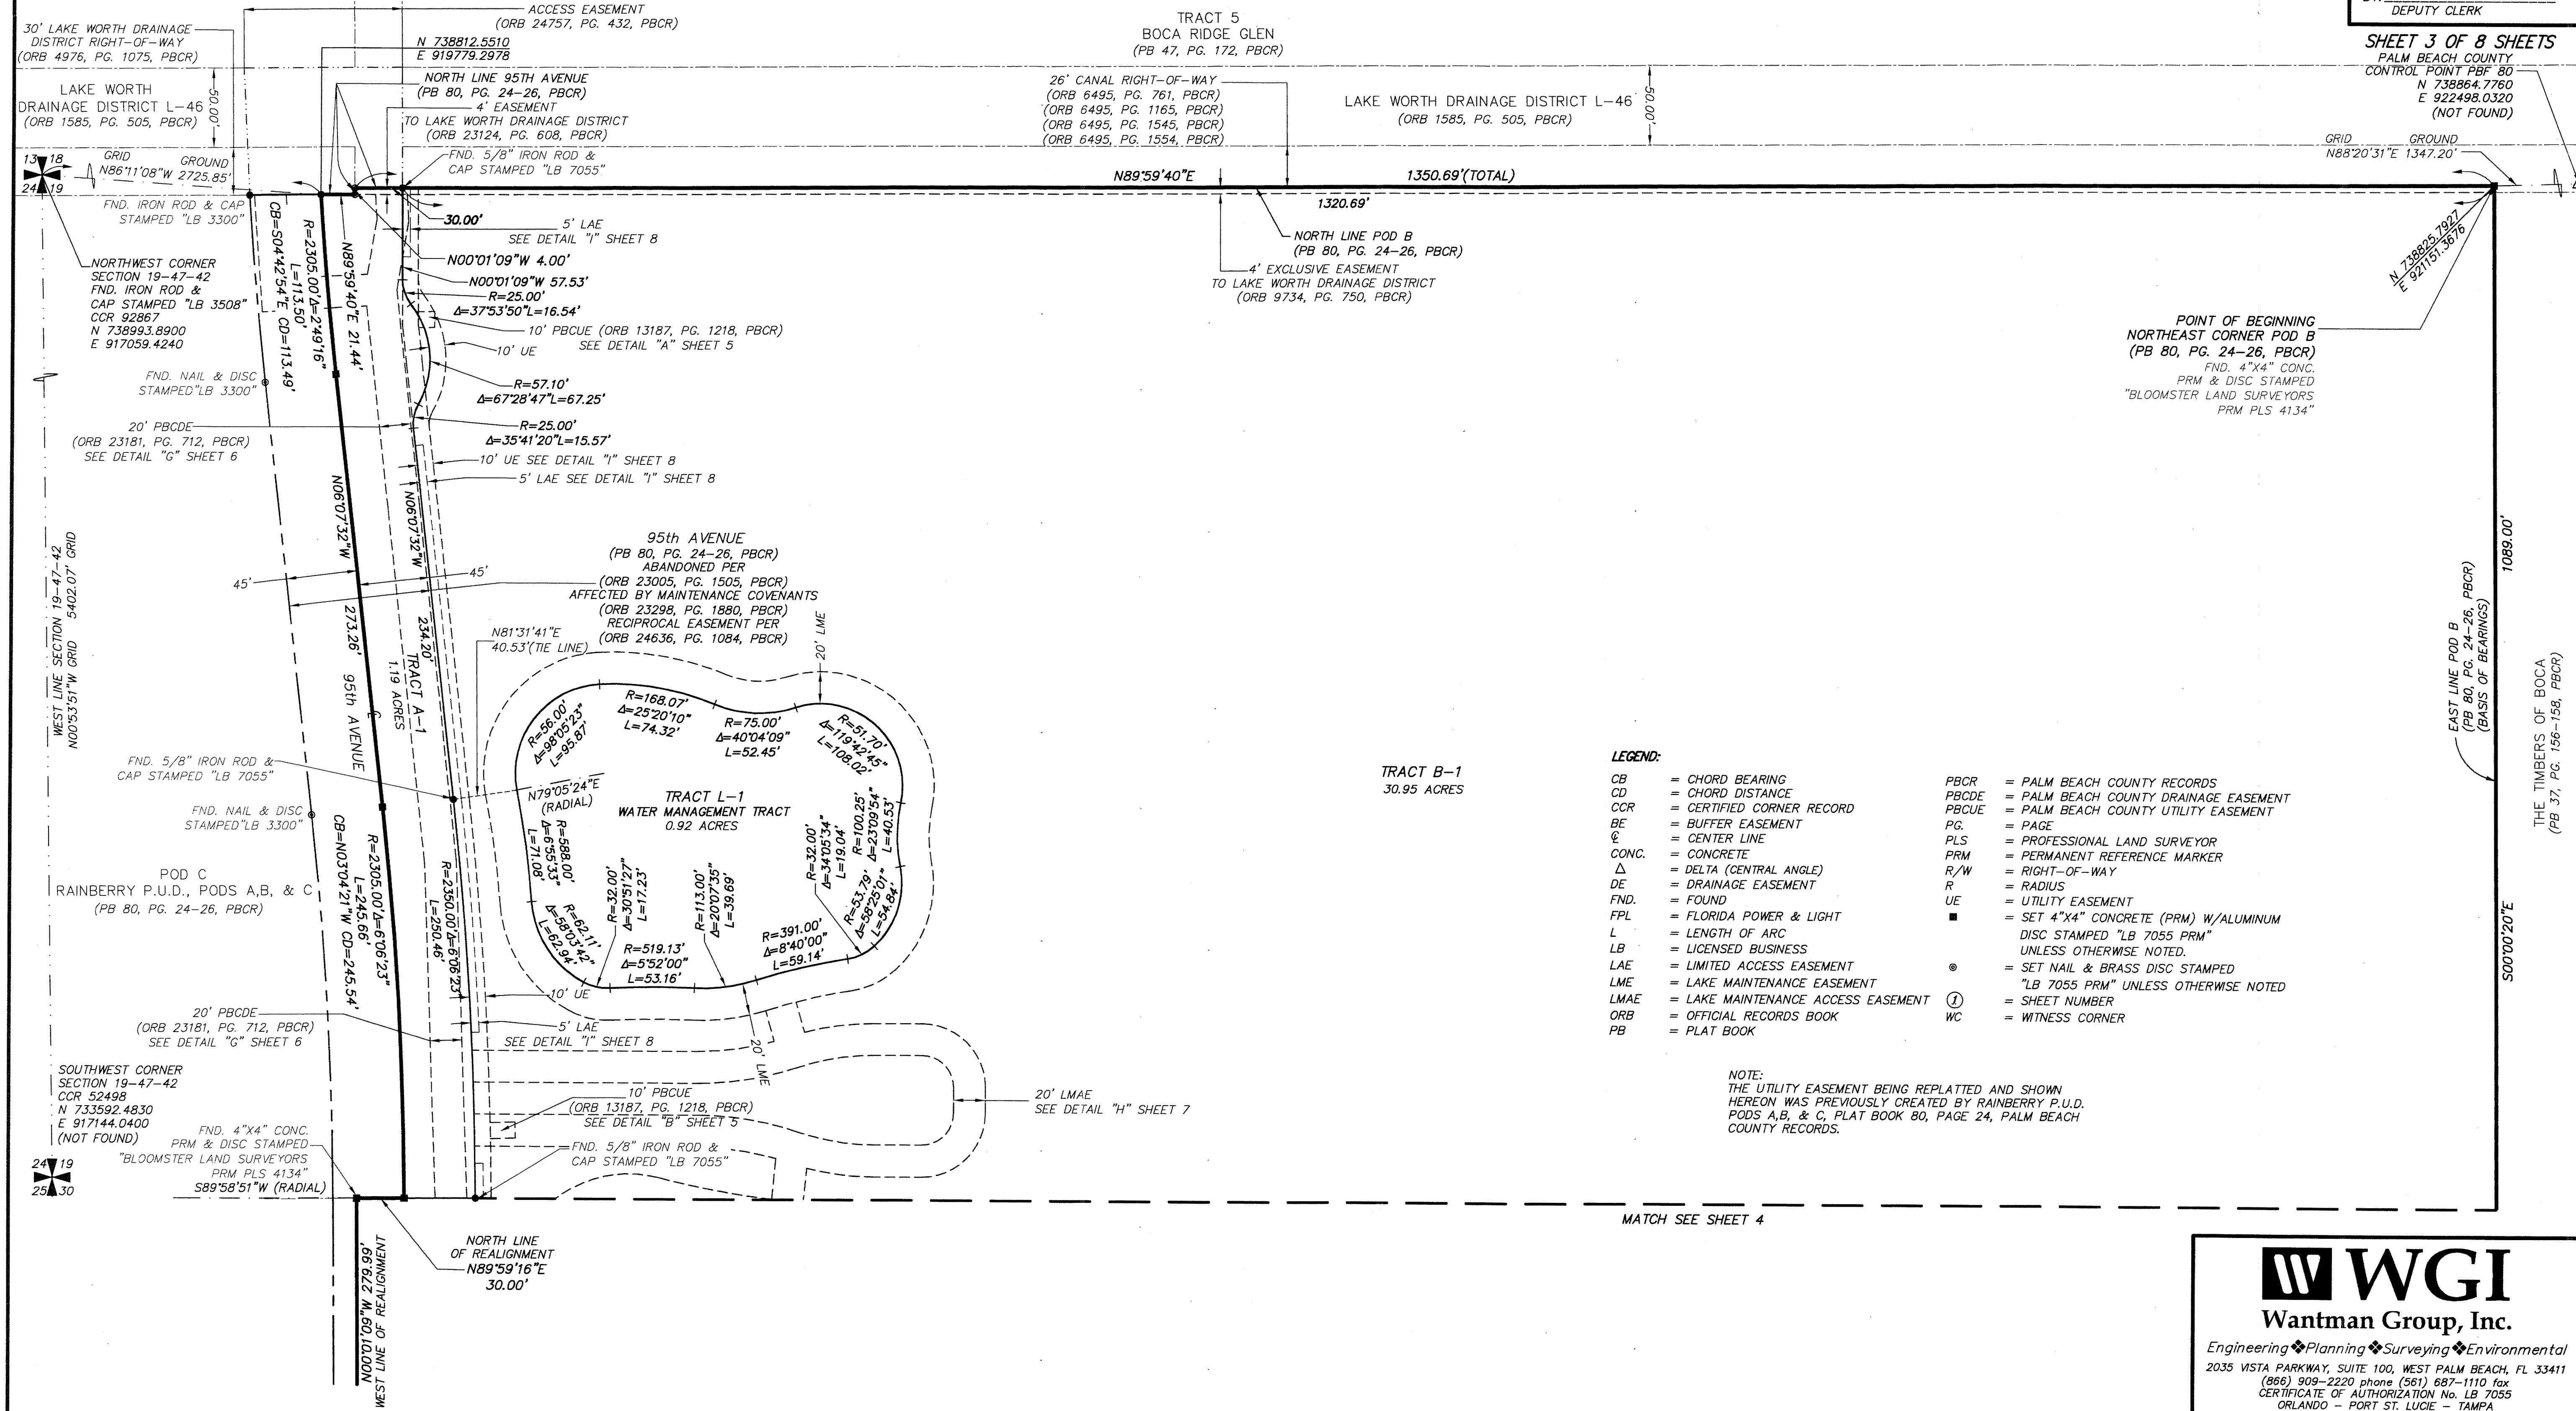 ACCESS EASEMENT
(ORB 24757, PG. 432, PBCR)
30' LAKE WORTH DRAINAGE
DISTRICT RIGHT-OF-WAY
(ORB 4976, PG. 1075, PBCR)
N 738812.5510
E 919779.2978
NORTH LINE 95TH AVENUE
(PB 80, PG. 24-26, PBCR)
4' EASEMENT
TO LAKE WORTH DRAINAGE DISTRICT
(ORB 23124, PG. 608, PBCR)
LAKE WORTH
DRAINAGE DISTRICT L-46
(ORB 1585, PG. 505, PBCR)
50.00'
TRACT 5
BOCA RIDGE GLEN
(PB 47, PG. 172, PBCR)
26' CANAL RIGHT-OF-WAY
(ORB 6495, PG. 761, PBCR)
(ORB 6495, PG. 1165, PBCR)
(ORB 6495, PG. 1545, PBCR)
(ORB 6495, PG. 1554, PBCR)
LAKE WORTH DRAINAGE DISTRICT L-46
(ORB 1585, PG. 505, PBCR)
50.00'
DEPUTY CLERK
SHEET 3 OF 8 SHEETS
PALM BEACH COUNTY
CONTROL POINT PBF 80
N 738864.7760
E 922498.0320
(NOT FOUND)
GRID GROUND
N88°20'31"E 1347.20'
13 18
24 19
GRID GROUND
N86°11'08"W 2725.85'
FND. 5/8" IRON ROD &
CAP STAMPED "LB 7055"
N89°59'40"E
1350.69'(TOTAL)
1320.69'
FND. IRON ROD & CAP
STAMPED "LB 3300"
30.00'
5' LAE
SEE DETAIL "I" SHEET 8
NORTH LINE POD B
(PB 80, PG. 24-26, PBCR)
4' EXCLUSIVE EASEMENT
TO LAKE WORTH DRAINAGE DISTRICT
(ORB 9734, PG. 750, PBCR)
N 738825.7927
E 921151.3676
POINT OF BEGINNING
NORTHEAST CORNER POD B
(PB 80, PG. 24-26, PBCR)
FND. 4"X4" CONC.
PRM & DISC STAMPED
"BLOOMSTER LAND SURVEYORS
PRM PLS 4134"
NORTHWEST CORNER
SECTION 19-47-42
FND. IRON ROD &
CAP STAMPED "LB 3508"
CCR 92867
N 738993.8900
E 917059.4240
CB=S04°42'54"E CD=113.49'
R=2305.00'Δ=2°49'16"
L=113.50'
N89°59'40"E 21.44'
N00°01'09"W 4.00'
N00°01'09"W 57.53'
R=25.00'
Δ=37°53'50"L=16.54'
10' PBCUE (ORB 13187, PG. 1218, PBCR)
SEE DETAIL "A" SHEET 5
10' UE
R=57.10'
Δ=67°28'47"L=67.25'
R=25.00'
Δ=35°41'20"L=15.57'
10' UE SEE DETAIL "I" SHEET 8
5' LAE SEE DETAIL "I" SHEET 8
FND. NAIL & DISC
STAMPED"LB 3300"
20' PBCDE
(ORB 23181, PG. 712, PBCR)
SEE DETAIL "G" SHEET 6
N06°07'32"W
273.26'
N06°07'32"W
234.20'
WEST LINE SECTION 19-47-42
N00°53'51"W GRID 5402.07' GRID
45'
45'
95th AVENUE
(PB 80, PG. 24-26, PBCR)
ABANDONED PER
(ORB 23005, PG. 1505, PBCR)
AFFECTED BY MAINTENANCE COVENANTS
(ORB 23298, PG. 1880, PBCR)
RECIPROCAL EASEMENT PER
(ORB 24636, PG. 1084, PBCR)
N81°31'41"E
40.53'(TIE LINE)
20' LME
95th AVENUE
TRACT A-1
1.19 ACRES
R=56.00'
Δ=98°05'23"
L=95.87'
R=168.07'
Δ=25°20'10"
L=74.32'
R=75.00'
Δ=40°04'09"
L=52.45'
R=51.70'
Δ=119°42'45"
L=108.02'
N79°05'24"E
(RADIAL)
TRACT L-1
WATER MANAGEMENT TRACT
0.92 ACRES
R=588.00'
Δ=6°55'33"
L=71.08'
R=62.11'
Δ=58°03'42"
L=62.94'
R=32.00'
Δ=30°51'27"
L=17.23'
R=519.13'
Δ=5°52'00"
L=53.16'
R=113.00'
Δ=20°07'35"
L=39.69'
R=391.00'
Δ=8°40'00"
L=59.14'
R=32.00'
Δ=34°05'34"
L=19.04'
R=100.25'
Δ=23°09'54"
L=40.53'
R=53.79'
Δ=58°25'01"
L=54.84'
FND. 5/8" IRON ROD &
CAP STAMPED "LB 7055"
FND. NAIL & DISC
STAMPED"LB 3300"
POD C
RAINBERRY P.U.D., PODS A,B, & C
(PB 80, PG. 24-26, PBCR)
CB=N03°04'21"W CD=245.54'
R=2305.00'Δ=6°06'23"
L=245.66'
R=2350.00'Δ=6°06'23"
L=250.46'
20' PBCDE
(ORB 23181, PG. 712, PBCR)
SEE DETAIL "G" SHEET 6
10' UE
5' LAE
SEE DETAIL "I" SHEET 8
20' LME
10' PBCUE
(ORB 13187, PG. 1218, PBCR)
SEE DETAIL "B" SHEET 5
FND. 5/8" IRON ROD &
CAP STAMPED "LB 7055"
20' LMAE
SEE DETAIL "H" SHEET 7
SOUTHWEST CORNER
SECTION 19-47-42
CCR 52498
N 733592.4830
E 917144.0400
(NOT FOUND)
24 19
25 30
FND. 4"X4" CONC.
PRM & DISC STAMPED
"BLOOMSTER LAND SURVEYORS
PRM PLS 4134"
S89°58'51"W (RADIAL)
NORTH LINE
OF REALIGNMENT
N89°59'16"E
30.00'
N00°01'09"W 279.99'
WEST LINE OF REALIGNMENT
TRACT B-1
30.95 ACRES
LEGEND:
CB = CHORD BEARING
CD = CHORD DISTANCE
CCR = CERTIFIED CORNER RECORD
BE = BUFFER EASEMENT
℄ = CENTER LINE
CONC. = CONCRETE
Δ = DELTA (CENTRAL ANGLE)
DE = DRAINAGE EASEMENT
FND. = FOUND
FPL = FLORIDA POWER & LIGHT
L = LENGTH OF ARC
LB = LICENSED BUSINESS
LAE = LIMITED ACCESS EASEMENT
LME = LAKE MAINTENANCE EASEMENT
LMAE = LAKE MAINTENANCE ACCESS EASEMENT
ORB = OFFICIAL RECORDS BOOK
PB = PLAT BOOK
PBCR = PALM BEACH COUNTY RECORDS
PBCDE = PALM BEACH COUNTY DRAINAGE EASEMENT
PBCUE = PALM BEACH COUNTY UTILITY EASEMENT
PG. = PAGE
PLS = PROFESSIONAL LAND SURVEYOR
PRM = PERMANENT REFERENCE MARKER
R/W = RIGHT-OF-WAY
R = RADIUS
UE = UTILITY EASEMENT
■ = SET 4"X4" CONCRETE (PRM) W/ALUMINUM
DISC STAMPED "LB 7055 PRM"
UNLESS OTHERWISE NOTED.
◎ = SET NAIL & BRASS DISC STAMPED
"LB 7055 PRM" UNLESS OTHERWISE NOTED
① = SHEET NUMBER
WC = WITNESS CORNER
NOTE:
THE UTILITY EASEMENT BEING REPLATTED AND SHOWN
HEREON WAS PREVIOUSLY CREATED BY RAINBERRY P.U.D.
PODS A,B, & C, PLAT BOOK 80, PAGE 24, PALM BEACH
COUNTY RECORDS.
1089.00'
S00°00'20"E
EAST LINE POD B
(PB 80, PG. 24-26, PBCR)
(BASIS OF BEARINGS)
THE TIMBERS OF BOCA
(PB 37, PG. 156-158, PBCR)
MATCH SEE SHEET 4
WGI
Wantman Group, Inc.
Engineering❖Planning❖Surveying❖Environmental
2035 VISTA PARKWAY, SUITE 100, WEST PALM BEACH, FL 33411
(866) 909-2220 phone (561) 687-1110 fax
CERTIFICATE OF AUTHORIZATION No. LB 7055
ORLANDO - PORT ST. LUCIE - TAMPA